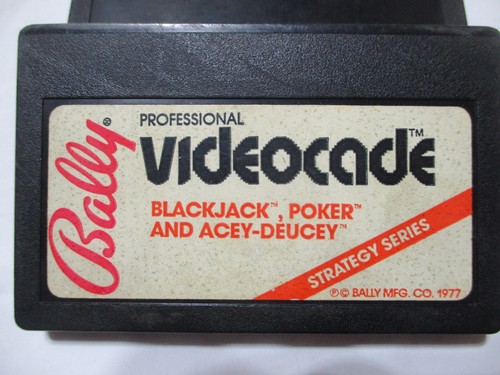 Bally®
PROFESSIONAL
VIDEOCADE™
BLACKJACK™, POKER™
AND ACEY-DEUCEY™
STRATEGY SERIES
℗© BALLY MFG. CO. 1977